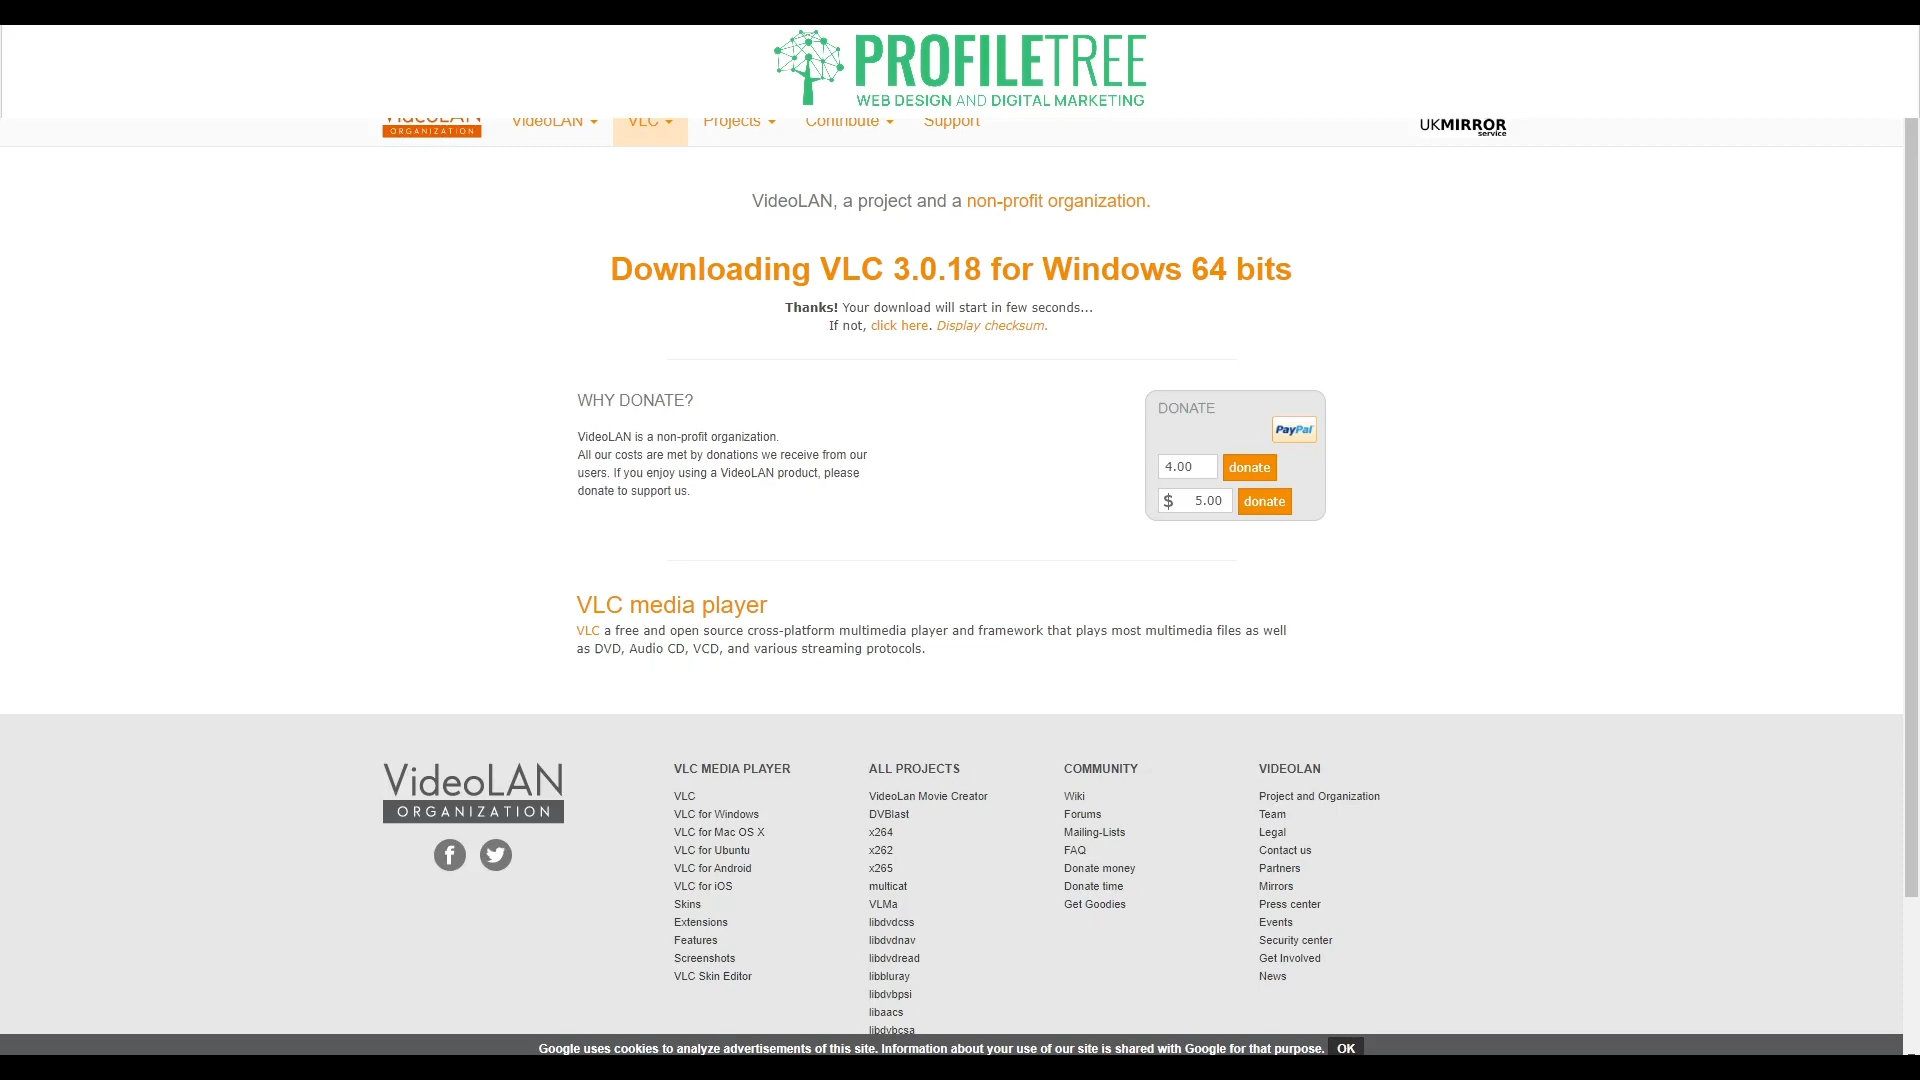 PROFILETREE
WEB DESIGN AND DIGITAL MARKETING
VideoLAN
ORGANIZATION
VideoLAN
VLC
Projects
Contribute
Support
UKMIRROR
service
VideoLAN, a project and a non-profit organization.
Downloading VLC 3.0.18 for Windows 64 bits
Thanks! Your download will start in few seconds...
If not, click here. Display checksum.
WHY DONATE?
VideoLAN is a non-profit organization.
All our costs are met by donations we receive from our
users. If you enjoy using a VideoLAN product, please
donate to support us.
DONATE
PayPal
4.00 donate
$ 5.00 donate
VLC media player
VLC a free and open source cross-platform multimedia player and framework that plays most multimedia files as well
as DVD, Audio CD, VCD, and various streaming protocols.
VideoLAN
ORGANIZATION
VLC MEDIA PLAYER
VLC
VLC for Windows
VLC for Mac OS X
VLC for Ubuntu
VLC for Android
VLC for iOS
Skins
Extensions
Features
Screenshots
VLC Skin Editor
ALL PROJECTS
VideoLan Movie Creator
DVBlast
x264
x262
x265
multicat
VLMa
libdvdcss
libdvdnav
libdvdread
libbluray
libdvbpsi
libaacs
libdvbcsa
COMMUNITY
Wiki
Forums
Mailing-Lists
FAQ
Donate money
Donate time
Get Goodies
VIDEOLAN
Project and Organization
Team
Legal
Contact us
Partners
Mirrors
Press center
Events
Security center
Get Involved
News
Google uses cookies to analyze advertisements of this site. Information about your use of our site is shared with Google for that purpose. OK